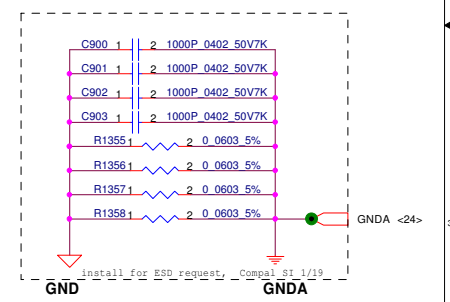 C900 1 2 1000P_0402_50V7K
C901 1 2 1000P_0402_50V7K
C902 1 2 1000P_0402_50V7K
C903 1 2 1000P_0402_50V7K
R1355 1 2 0_0603_5%
R1356 1 2 0_0603_5%
R1357 1 2 0_0603_5%
R1358 1 2 0_0603_5%
GNDA <24>
install for ESD request, Compal SI 1/19
GND GNDA